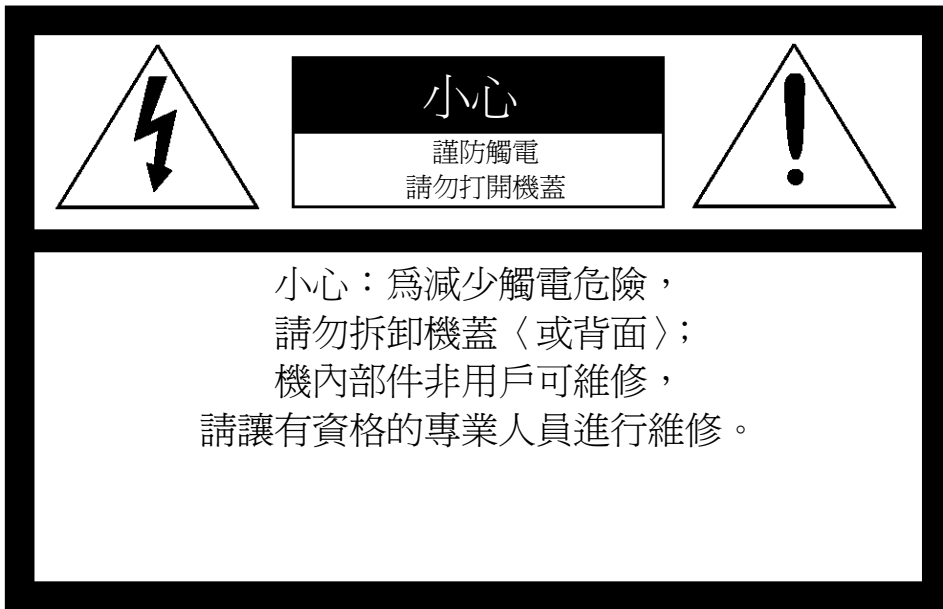 小心
謹防觸電
請勿打開機蓋
小心：爲減少觸電危險，
請勿拆卸機蓋〈或背面〉；
機內部件非用戶可維修，
請讓有資格的專業人員進行維修。